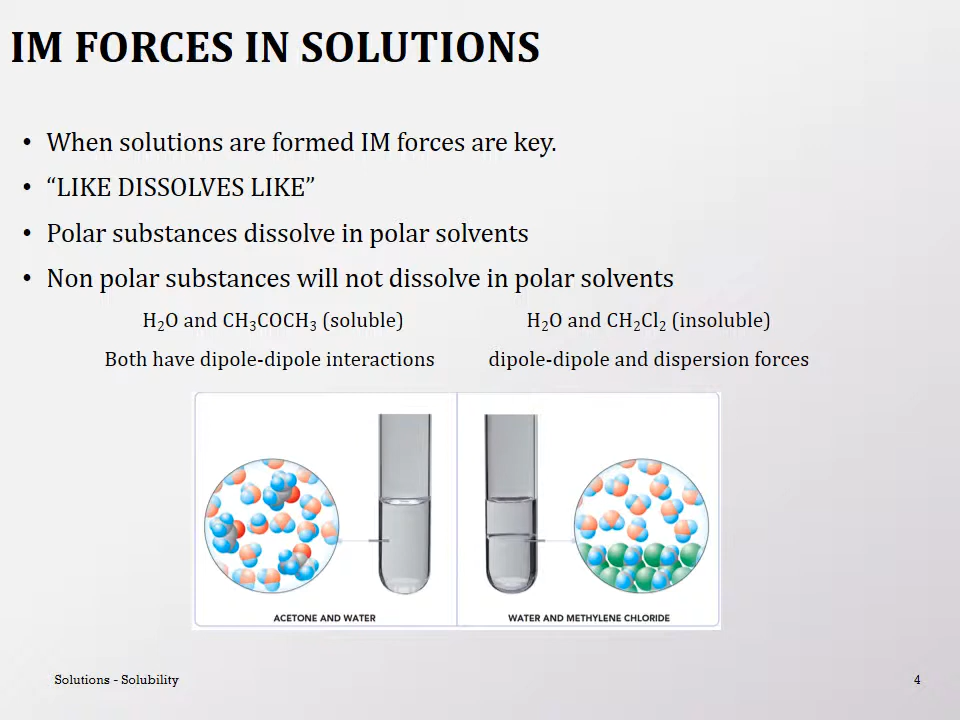 IM FORCES IN SOLUTIONS
• When solutions are formed IM forces are key.
• “LIKE DISSOLVES LIKE”
• Polar substances dissolve in polar solvents
• Non polar substances will not dissolve in polar solvents
H₂O and CH₃COCH₃ (soluble)
Both have dipole-dipole interactions
H₂O and CH₂Cl₂ (insoluble)
dipole-dipole and dispersion forces
ACETONE AND WATER
WATER AND METHYLENE CHLORIDE
Solutions - Solubility
4